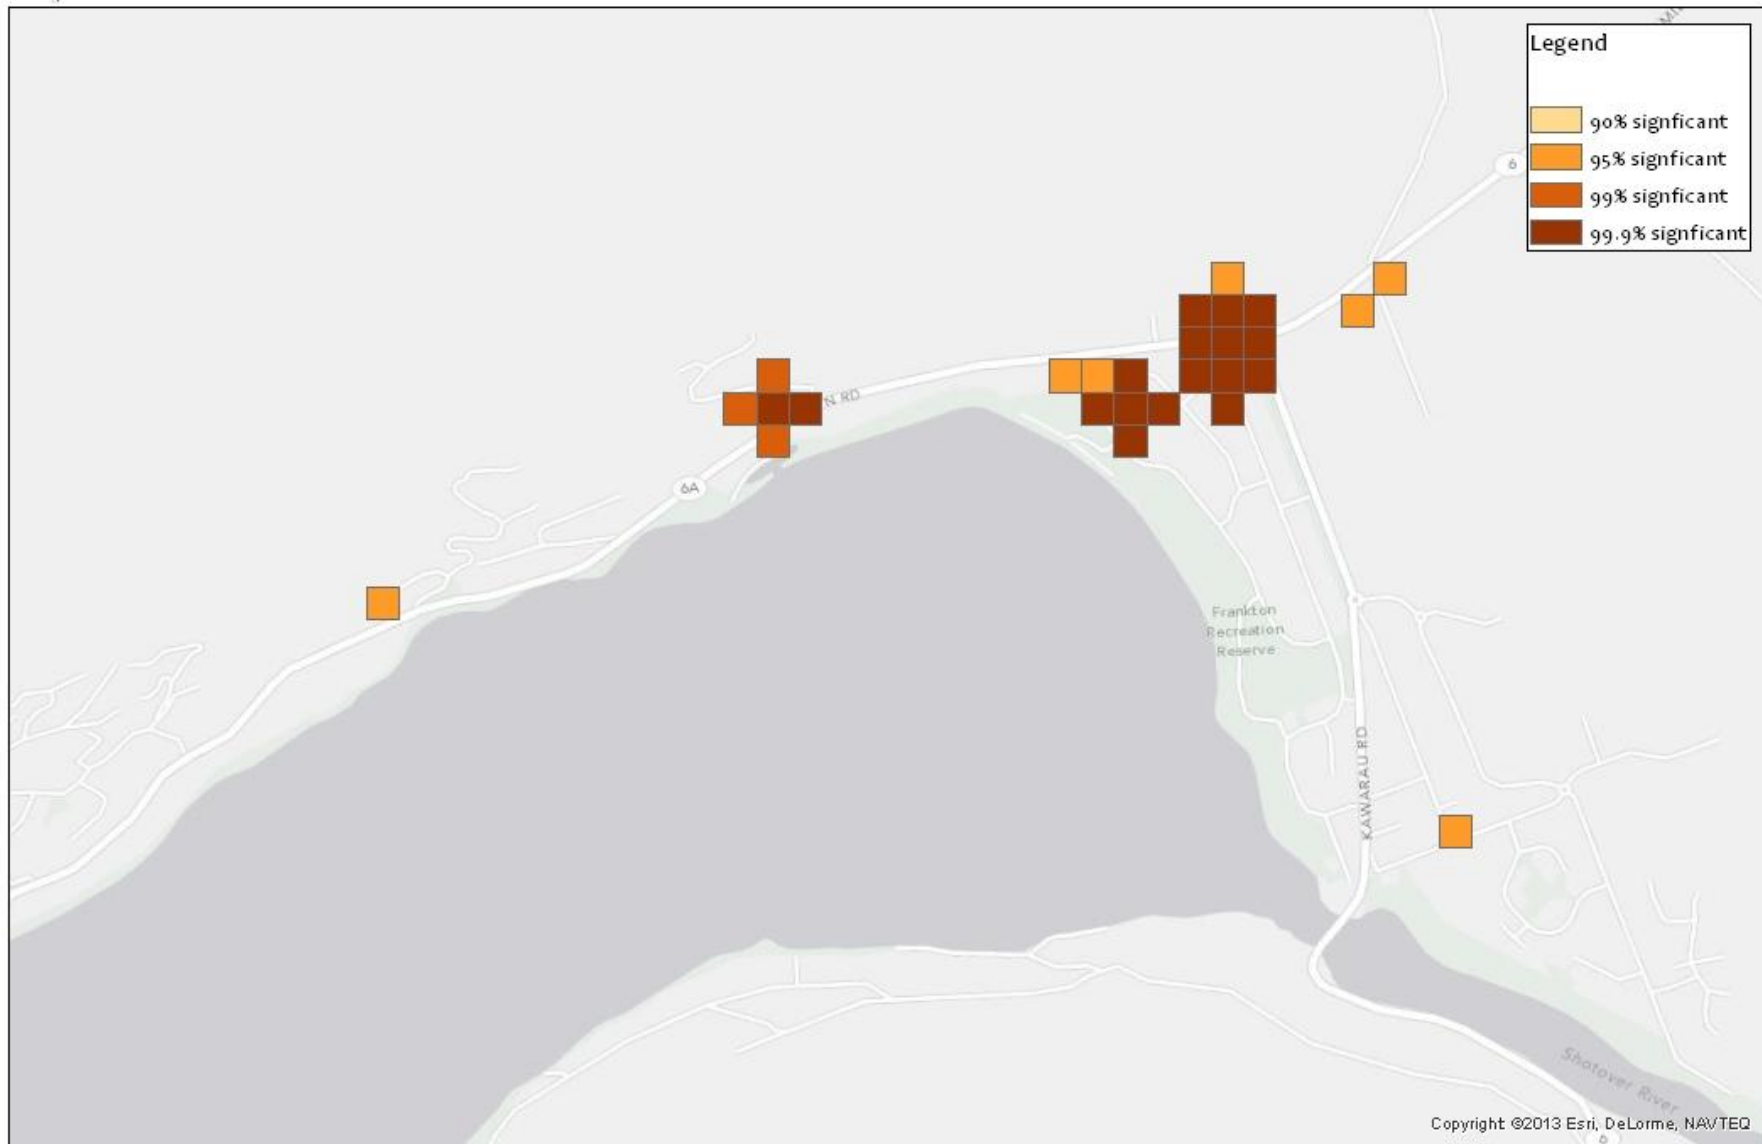 Legend
90% signficant
95% signficant
99% signficant
99.9% signficant
6
N RD
6A
Frankton
Recreation
Reserve
KAWARAU RD
Shotover River
6
Copyright ©2013 Esri, DeLorme, NAVTEQ